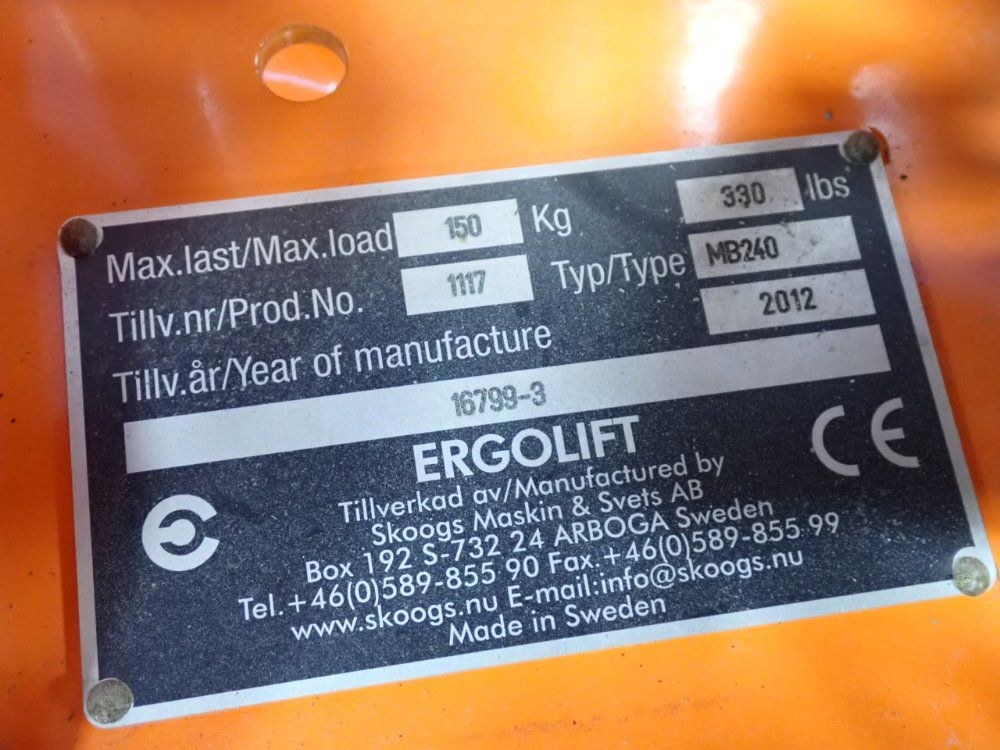 Max.last/Max.load 150 Kg 330 lbs
Tillv.nr/Prod.No. 1117 Typ/Type MB240
Tillv.år/Year of manufacture 2012
16799-3
ERGOLIFT
Tillverkad av/Manufactured by
Skoogs Maskin & Svets AB
Box 192 S-732 24 ARBOGA Sweden
Tel.+46(0)589-855 90 Fax.+46(0)589-855 99
www.skoogs.nu E-mail:info@skoogs.nu
Made in Sweden
CE